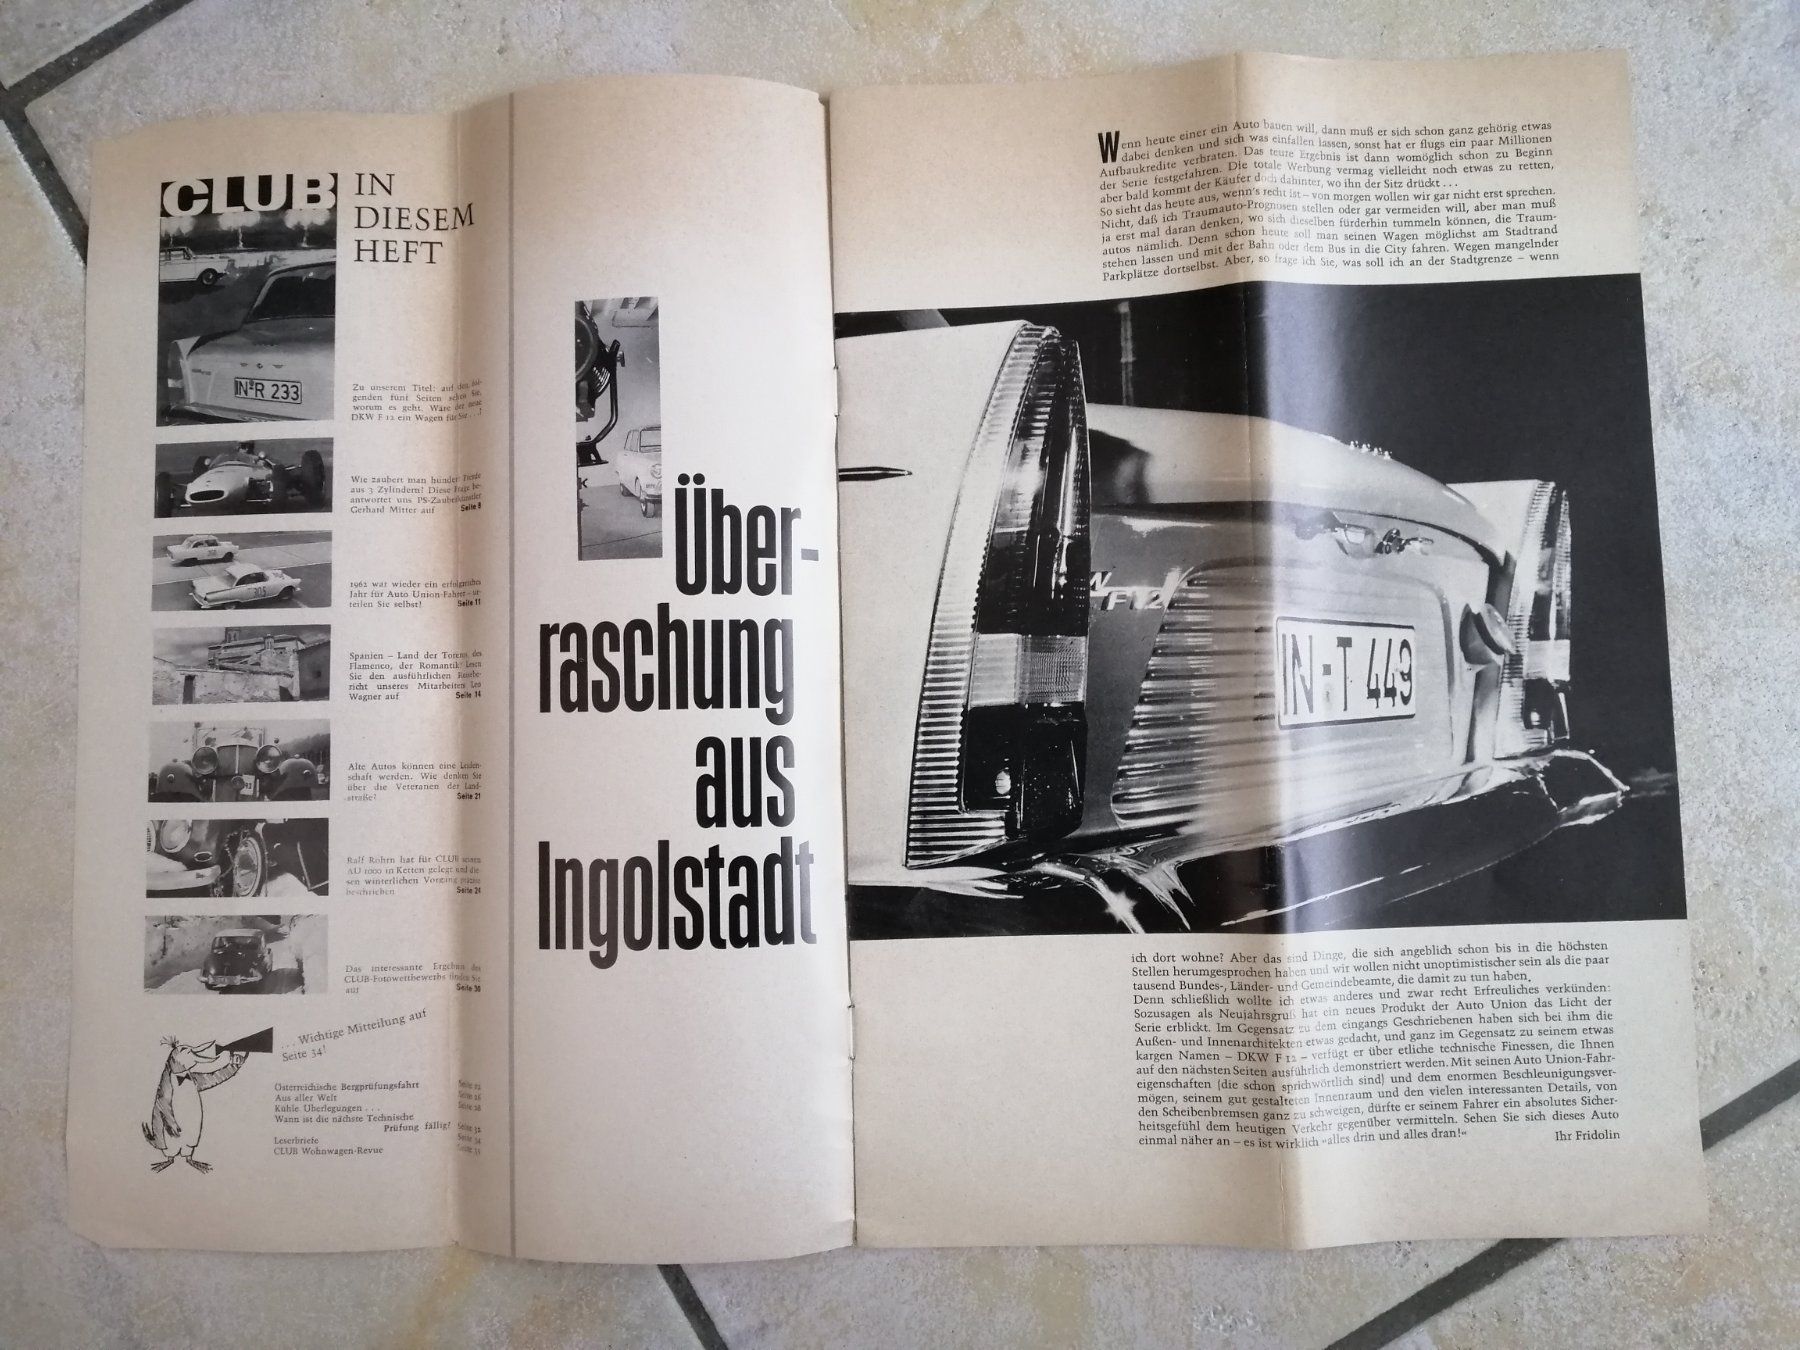 CLUB
IN
DIESEM
HEFT
IN R 233
Zu unserem Titel: auf den fol-
genden fünf Seiten sehen Sie,
worum es geht. Wäre der neue
DKW F 12 ein Wagen für Sie...?
Wie zaubert man hundert Pferde
aus 3 Zylindern? Diese Frage be-
antwortet uns PS-Zauberkünstler
Gerhard Mitter auf Seite 8
1962 war wieder ein erfolgreiches
Jahr für Auto Union-Fahrer – ur-
teilen Sie selbst! Seite 11
Spanien – Land der Toreros, des
Flamenco, der Romantik. Lesen
Sie den ausführlichen Reisebe-
richt unseres Mitarbeiters Leo
Wagner auf Seite 14
Alte Autos können eine Leiden-
schaft werden. Wie denken Sie
über die Veteranen der Land-
straße? Seite 21
Ralf Rohrn hat für CLUB seinen
AU 1000 in Ketten gelegt und die-
sen winterlichen Vorgang
beschrieben Seite 24
Das interessante Ergebnis des
CLUB-Fotowettbewerbs finden Sie
auf Seite 30
... Wichtige Mitteilung auf
Seite 34!
Österreichische Bergprüfungsfahrt
Aus aller Welt
Kühle Überlegungen . . .
Wann ist die nächste Technische
Prüfung fällig?
Leserbriefe
CLUB Wohnwagen-Revue
Über-
raschung
aus
Ingolstadt
Wenn heute einer ein Auto bauen will, dann muß er sich schon ganz gehörig etwas
dabei denken und sich was einfallen lassen, sonst hat er flugs ein paar Millionen
Aufbaukredite verbraten. Das teure Ergebnis ist dann womöglich schon zu Beginn
der Serie festgefahren. Die totale Werbung vermag vielleicht noch etwas zu retten,
aber bald kommt der Käufer doch dahinter, wo ihn der Sitz drückt . . .
So sieht das heute aus, wenn's recht ist – von morgen wollen wir gar nicht erst sprechen.
Nicht, daß ich Traumauto-Prognosen stellen oder gar vermeiden will, aber man muß
ja erst mal daran denken, wo sich dieselben fürderhin tummeln können, die Traum-
autos nämlich. Denn schon heute soll man seinen Wagen möglichst am Stadtrand
stehen lassen und mit der Bahn oder dem Bus in die City fahren. Wegen mangelnder
Parkplätze dortselbst. Aber, so frage ich Sie, was soll ich an der Stadtgrenze – wenn
F12
IN-T 449
ich dort wohne? Aber das sind Dinge, die sich angeblich schon bis in die höchsten
Stellen herumgesprochen haben und wir wollen nicht unoptimistischer sein als die paar
tausend Bundes-, Länder- und Gemeindebeamte, die damit zu tun haben.
Denn schließlich wollte ich etwas anderes und zwar recht Erfreuliches verkünden:
Sozusagen als Neujahrsgruß hat ein neues Produkt der Auto Union das Licht der
Serie erblickt. Im Gegensatz zu dem eingangs Geschriebenen haben sich bei ihm die
Außen- und Innenarchitekten etwas gedacht, und ganz im Gegensatz zu seinem etwas
kargen Namen – DKW F 12 – verfügt er über etliche technische Finessen, die Ihnen
auf den nächsten Seiten ausführlich demonstriert werden. Mit seinen Auto Union-Fahr-
eigenschaften (die schon sprichwörtlich sind) und dem enormen Beschleunigungsver-
mögen, seinem gut gestalteten Innenraum und den vielen interessanten Details, von
den Scheibenbremsen ganz zu schweigen, dürfte er seinem Fahrer ein absolutes Sicher-
heitsgefühl dem heutigen Verkehr gegenüber vermitteln. Sehen Sie sich dieses Auto
einmal näher an – es ist wirklich »alles drin und alles dran!« Ihr Fridolin